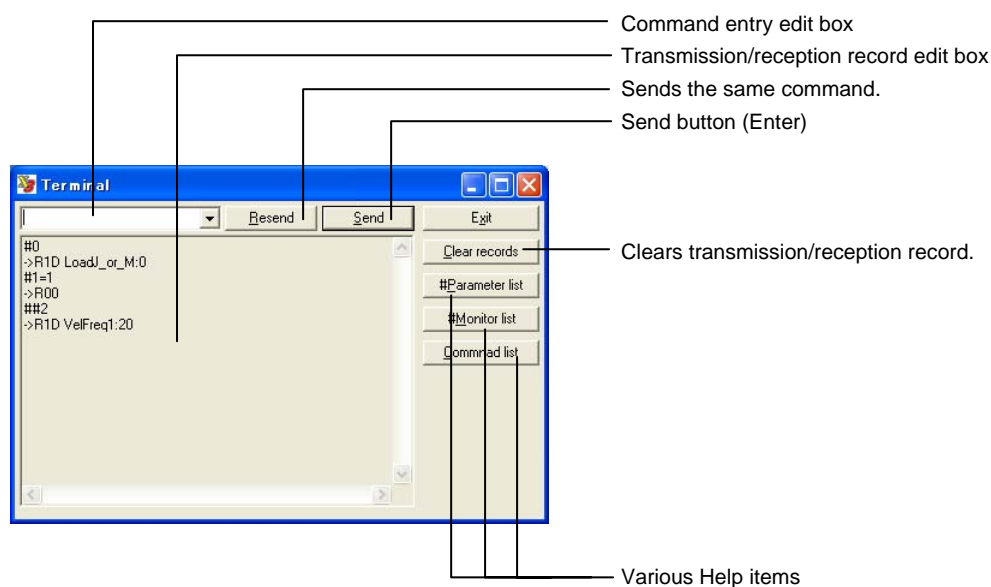 Command entry edit box
Transmission/reception record edit box
Sends the same command.
Send button (Enter)
Terminal
Resend
Send
Exit
#0
->R1D LoadJ_or_M:0
#1=1
->R00
##2
->R1D VelFreq1:20
Clear records
Clears transmission/reception record.
#Parameter list
#Monitor list
Commnad list
Various Help items